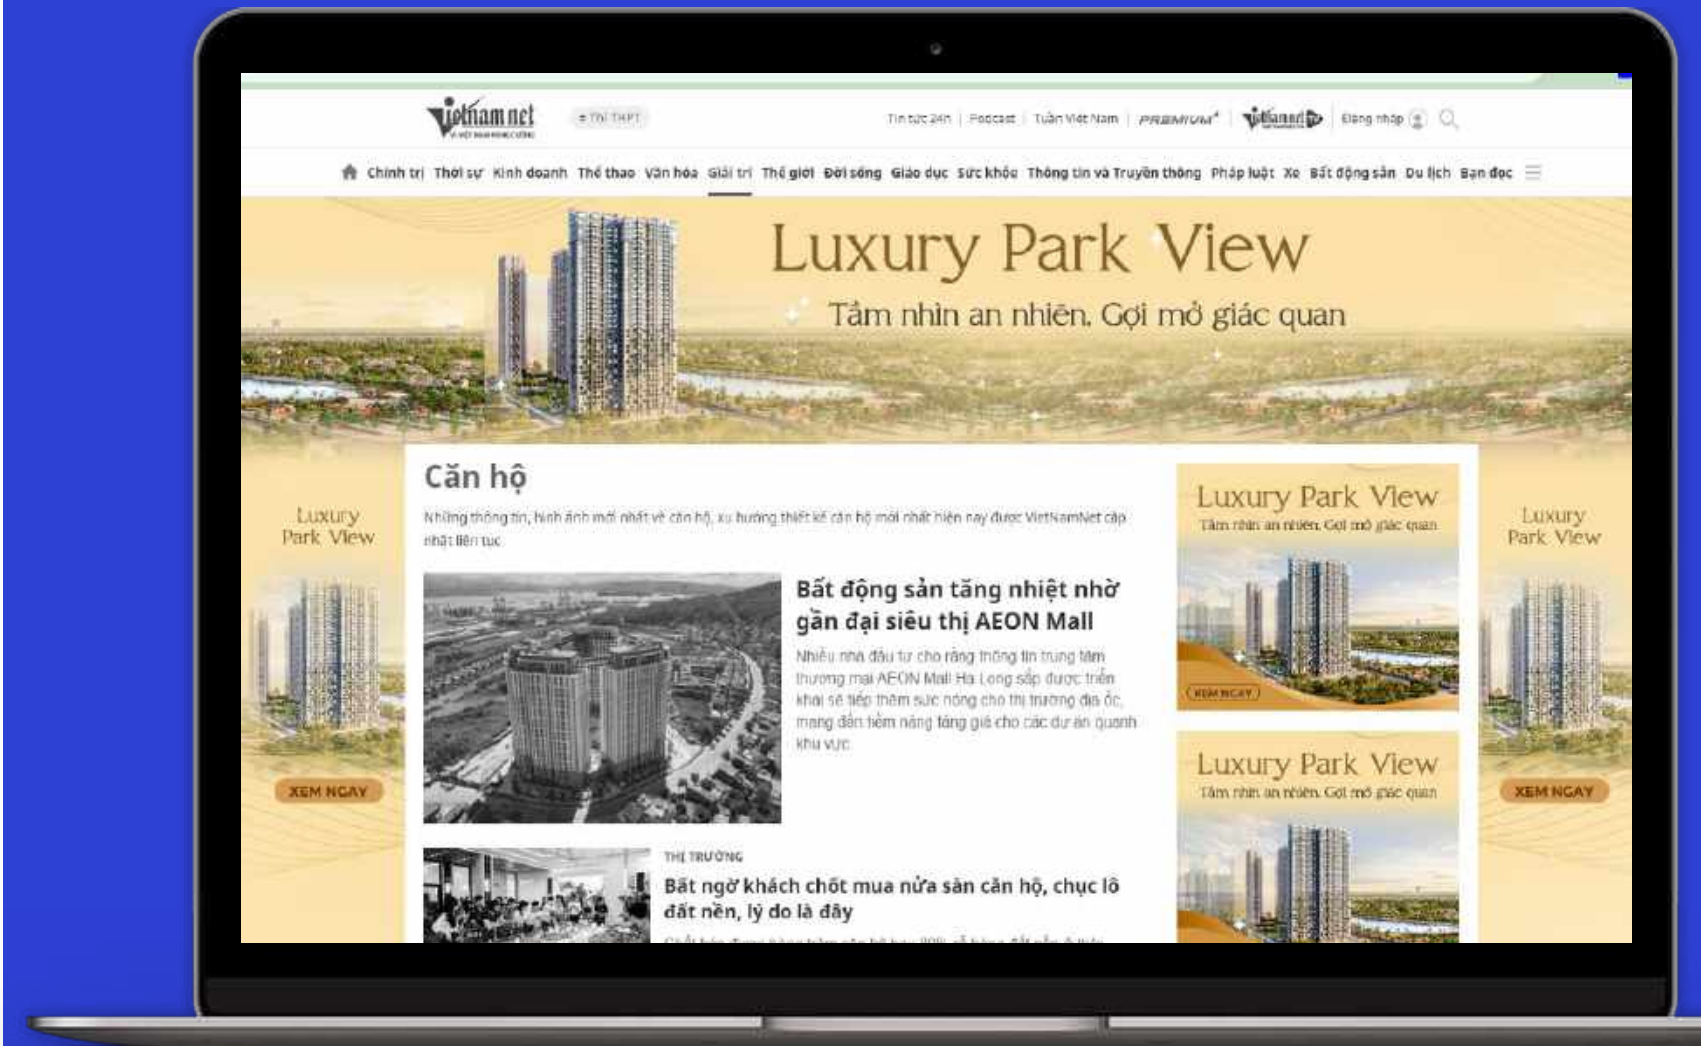 vietnamnet
VÌ VIỆT NAM HÙNG CƯỜNG
# Thi THPT
Tin tức 24h | Podcast | Tuần Việt Nam | PREMIUM | vietnamnet | Đăng nhập
Chính trị Thời sự Kinh doanh Thể thao Văn hóa Giải trí Thế giới Đời sống Giáo dục Sức khỏe Thông tin và Truyền thông Pháp luật Xe Bất động sản Du lịch Bạn đọc
Luxury Park View
Tầm nhìn an nhiên, Gợi mở giác quan
Luxury
Park View
XEM NGAY
Căn hộ
Những thông tin, hình ảnh mới nhất về căn hộ, xu hướng thiết kế căn hộ mới nhất hiện nay được VietNamNet cập
nhật liên tục
Bất động sản tăng nhiệt nhờ
gần đại siêu thị AEON Mall
Nhiều nhà đầu tư cho rằng thông tin trung tâm
thương mại AEON Mall Hạ Long sắp được triển
khai sẽ tiếp thêm sức nóng cho thị trường địa ốc,
mang đến tiềm năng tăng giá cho các dự án quanh
khu vực.
THỊ TRƯỜNG
Bất ngờ khách chốt mua nửa sàn căn hộ, chục lô
đất nền, lý do là đây
Luxury Park View
Tầm nhìn an nhiên, Gợi mở giác quan
XEM NGAY
Luxury Park View
Tầm nhìn an nhiên, Gợi mở giác quan
Luxury
Park View
XEM NGAY